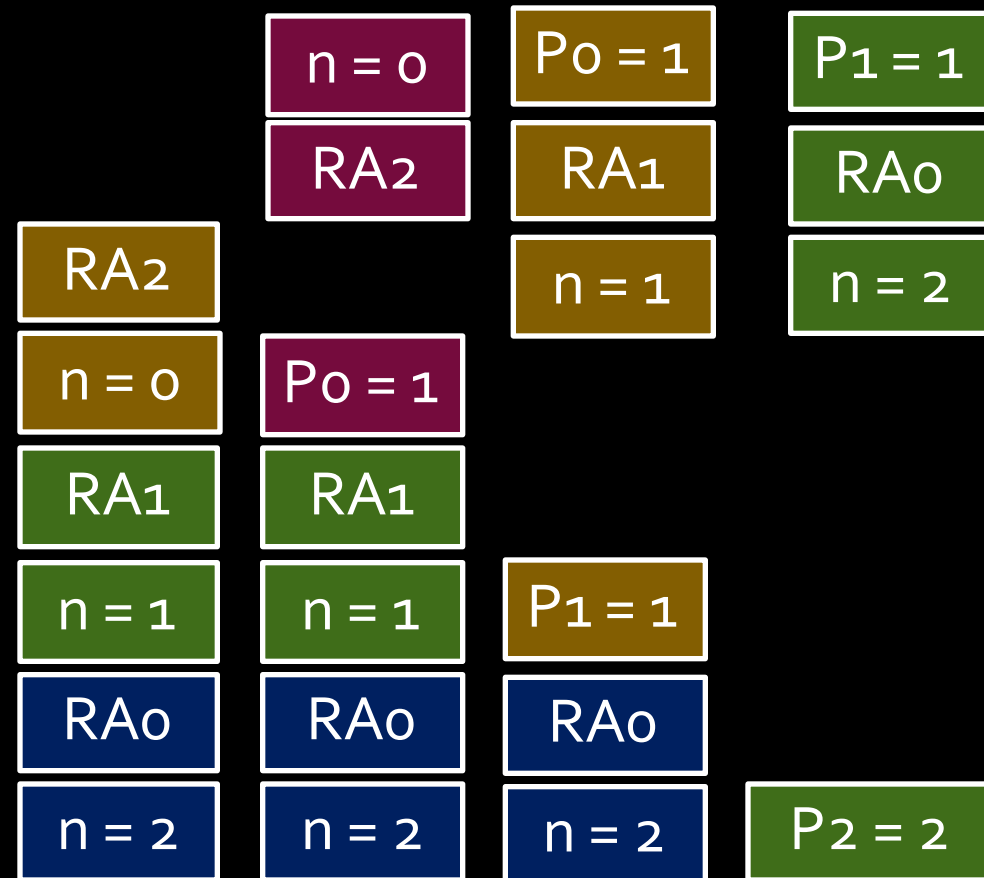 RA2
n = 0
RA1
n = 1
RA0
n = 2
n = 0
RA2
P0 = 1
RA1
n = 1
RA0
n = 2
P0 = 1
RA1
n = 1
P1 = 1
RA0
n = 2
P1 = 1
RA0
n = 2
P2 = 2